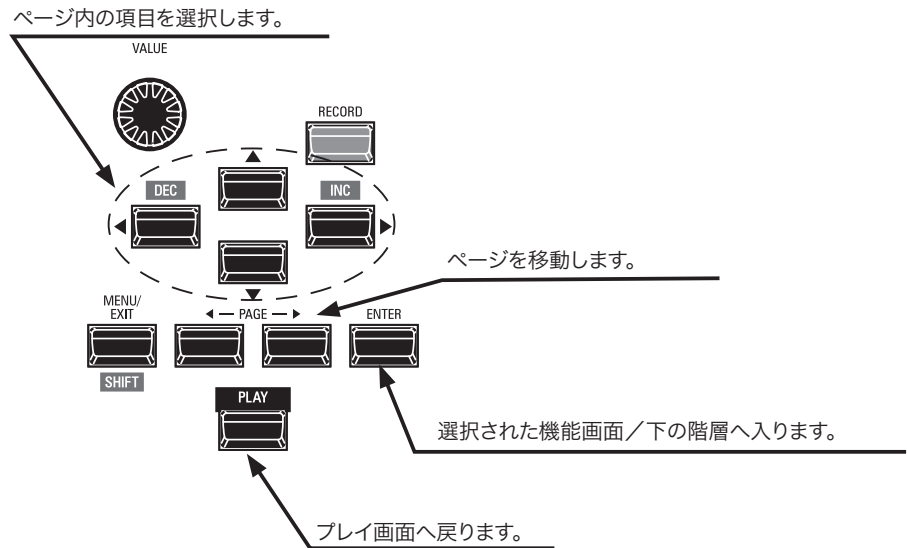 ページ内の項目を選択します。
VALUE
RECORD
DEC
INC
ページを移動します。
MENU/
EXIT
PAGE
ENTER
SHIFT
PLAY
選択された機能画面／下の階層へ入ります。
プレイ画面へ戻ります。